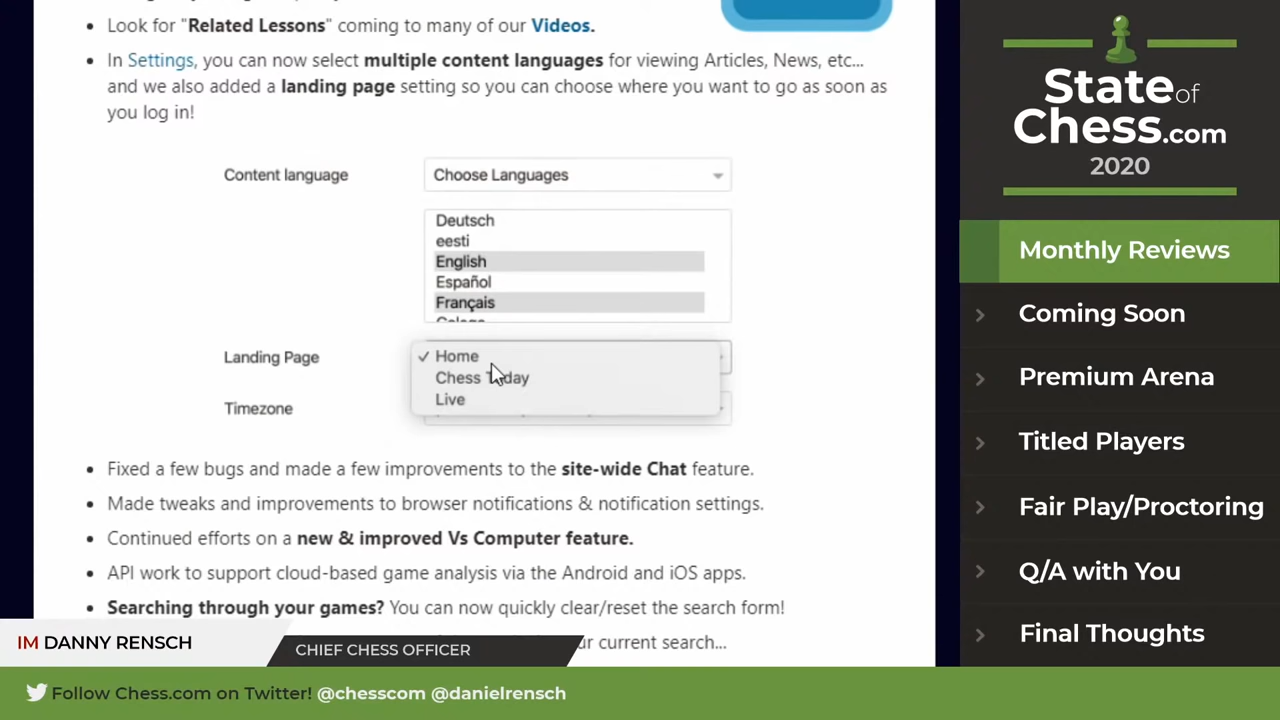 Look for "Related Lessons" coming to many of our Videos.
In Settings, you can now select multiple content languages for viewing Articles, News, etc...
and we also added a landing page setting so you can choose where you want to go as soon as
you log in!
Content language
Choose Languages
Deutsch
eesti
English
Español
Français
Landing Page
Home
Chess Today
Live
Timezone
Fixed a few bugs and made a few improvements to the site-wide Chat feature.
Made tweaks and improvements to browser notifications & notification settings.
Continued efforts on a new & improved Vs Computer feature.
API work to support cloud-based game analysis via the Android and iOS apps.
Searching through your games? You can now quickly clear/reset the search form!
current search...
IM DANNY RENSCH
CHIEF CHESS OFFICER
Follow Chess.com on Twitter! @chesscom @danielrensch
State of
Chess.com
2020
Monthly Reviews
Coming Soon
Premium Arena
Titled Players
Fair Play/Proctoring
Q/A with You
Final Thoughts